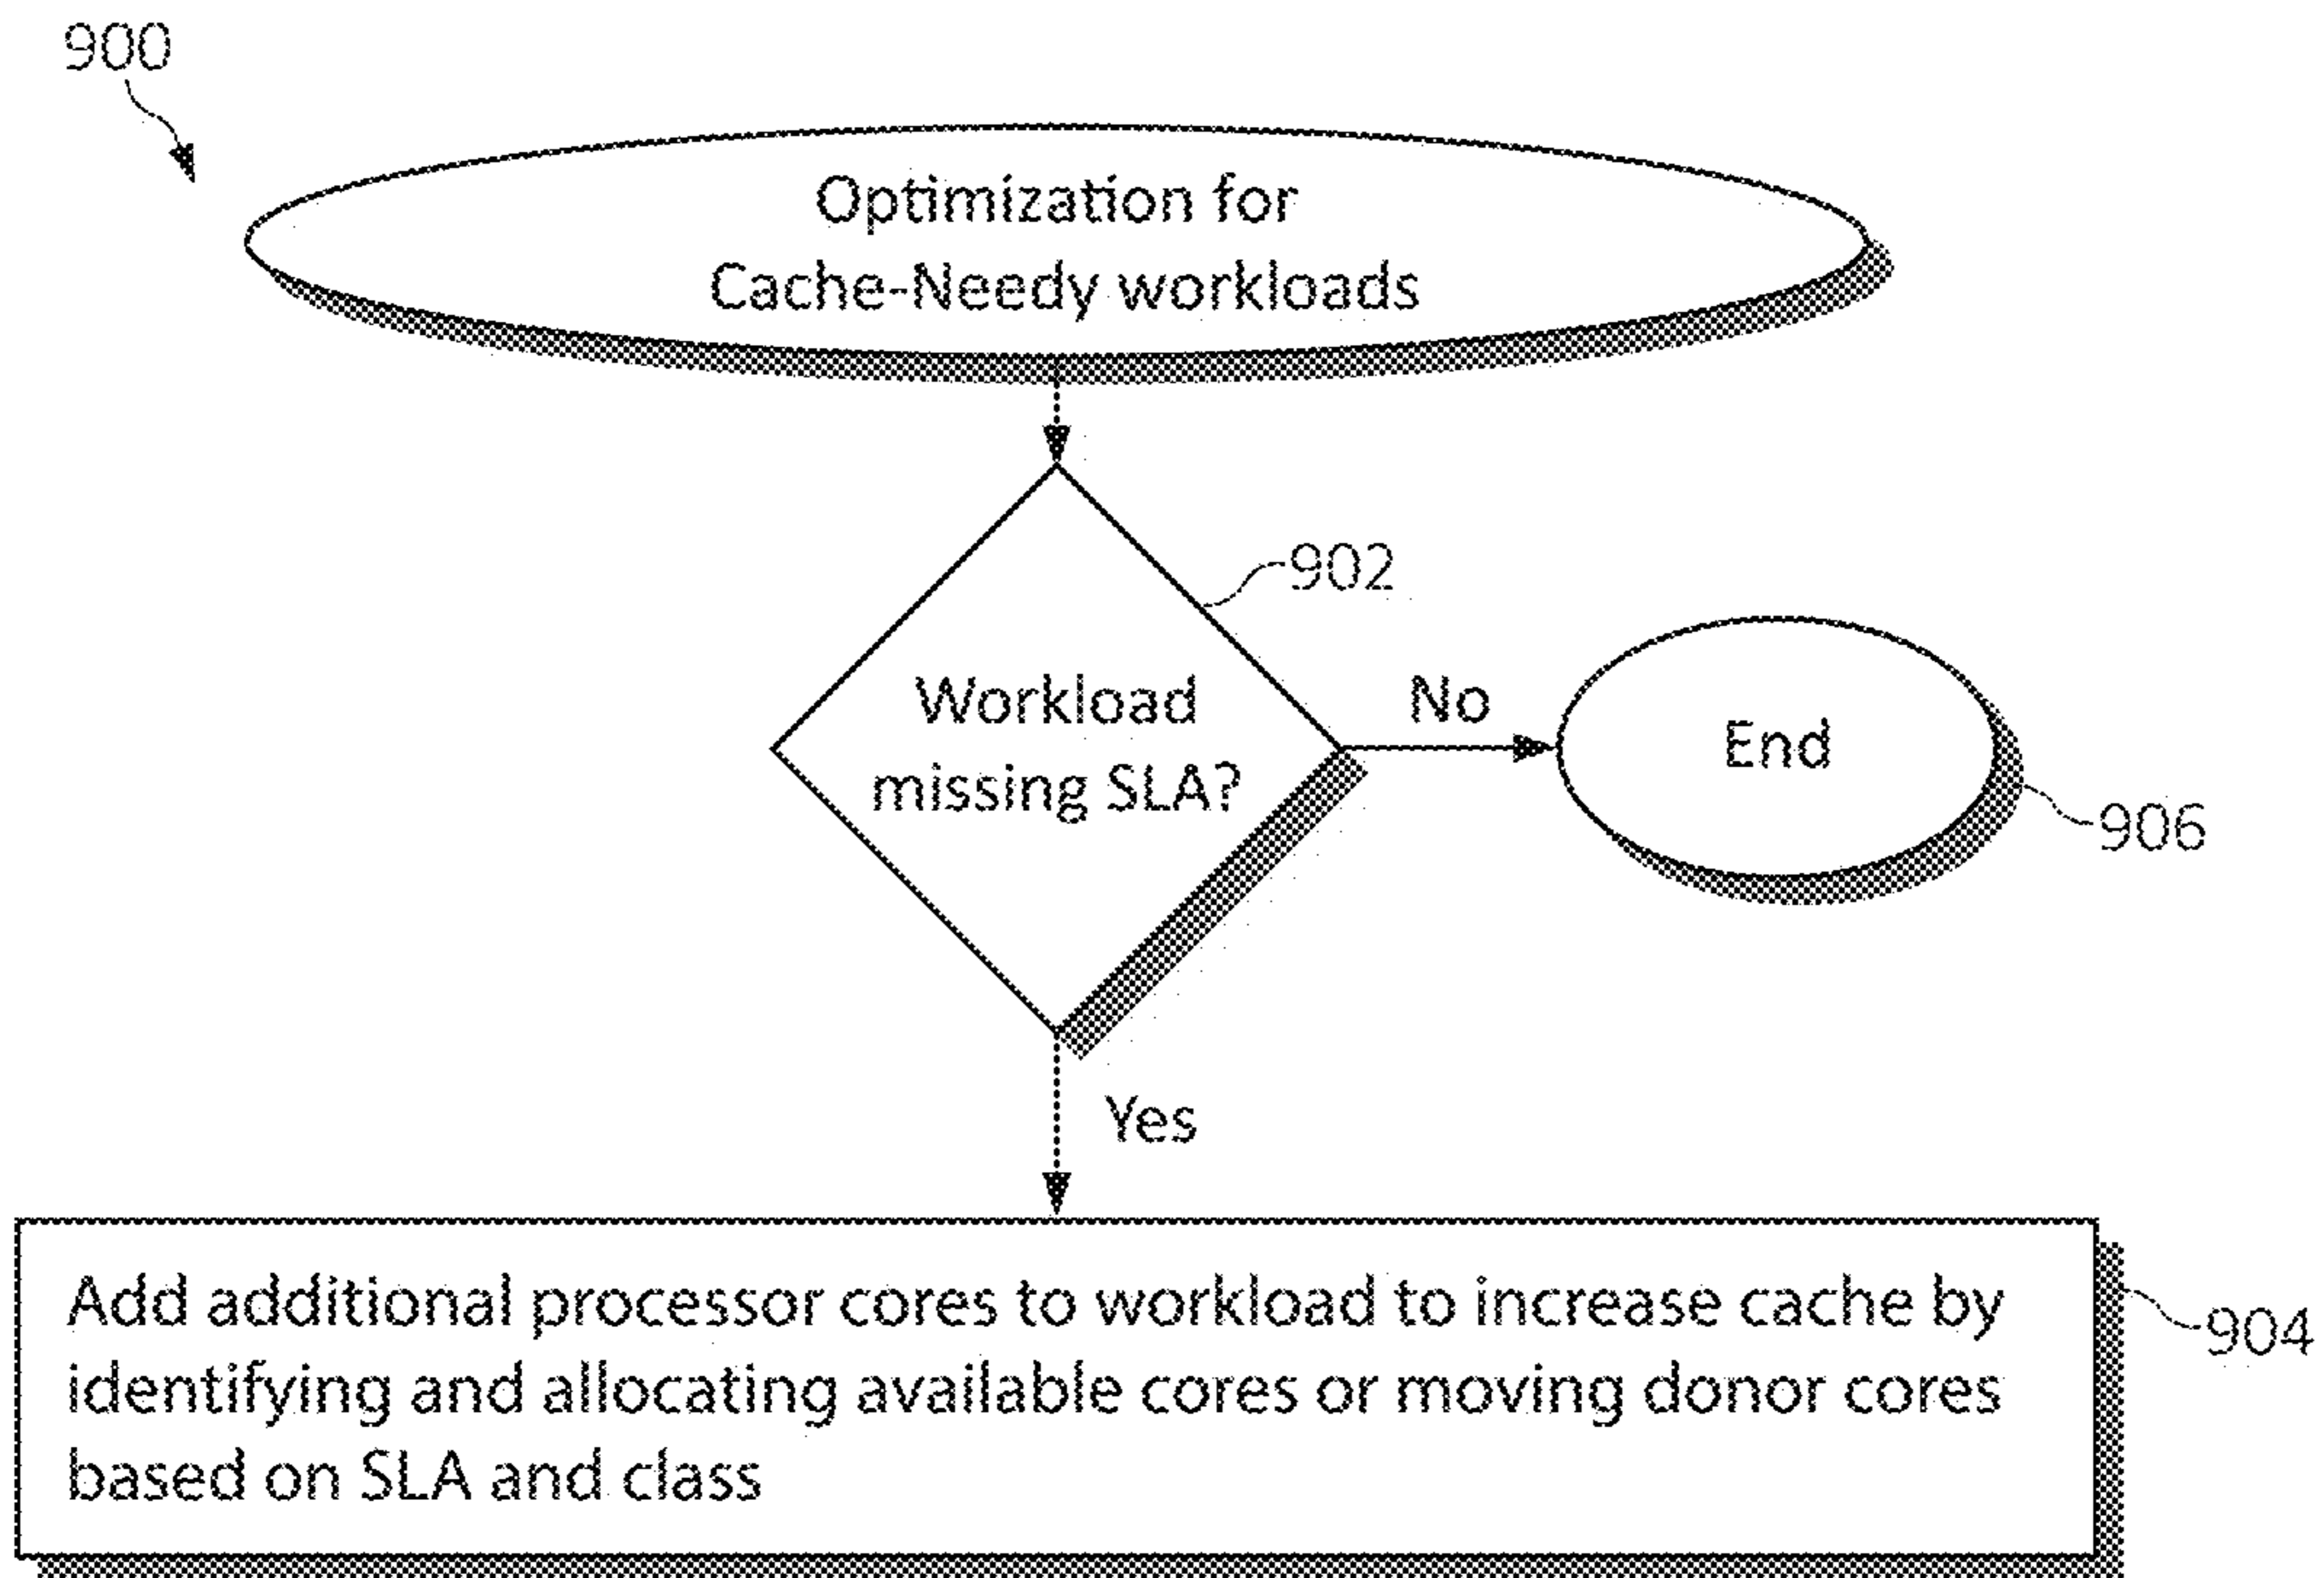 900
Optimization for
Cache-Needy workloads
902
Workload
missing SLA?
No
End
906
Yes
Add additional processor cores to workload to increase cache by
identifying and allocating available cores or moving donor cores
based on SLA and class
904